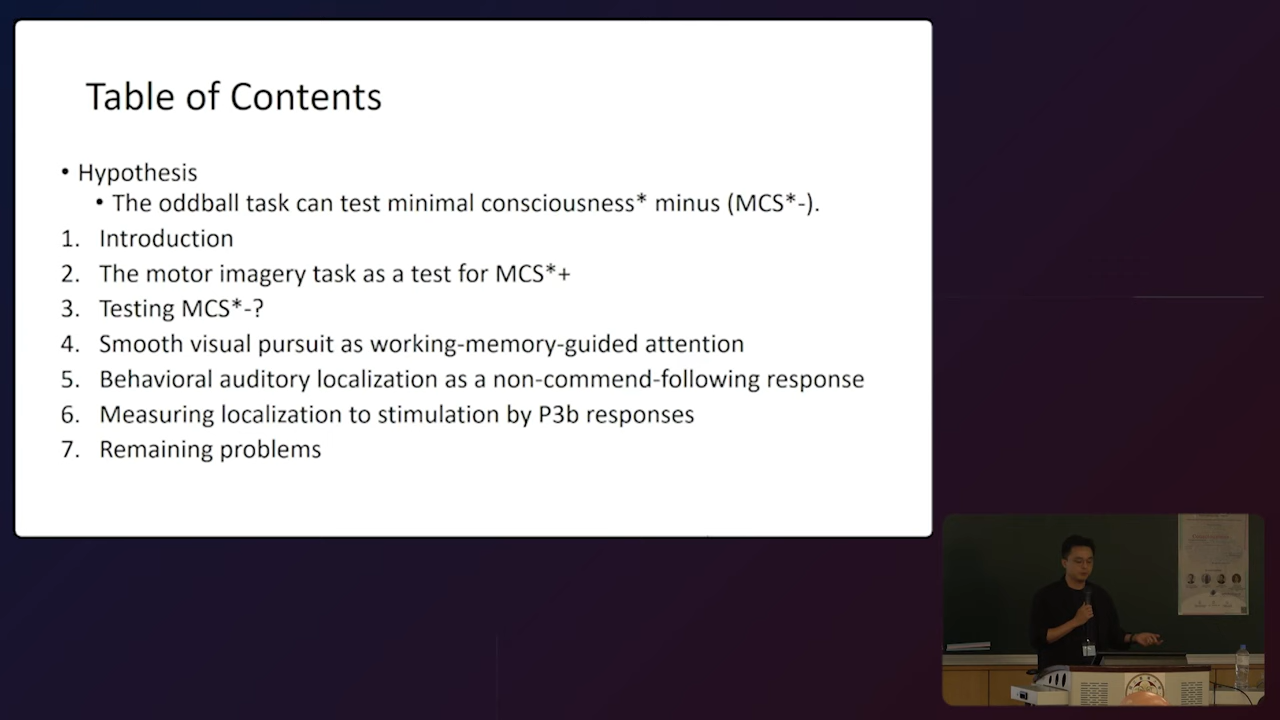 Table of Contents
• Hypothesis
• The oddball task can test minimal consciousness* minus (MCS*-).
1. Introduction
2. The motor imagery task as a test for MCS*+
3. Testing MCS*-?
4. Smooth visual pursuit as working-memory-guided attention
5. Behavioral auditory localization as a non-commend-following response
6. Measuring localization to stimulation by P3b responses
7. Remaining problems